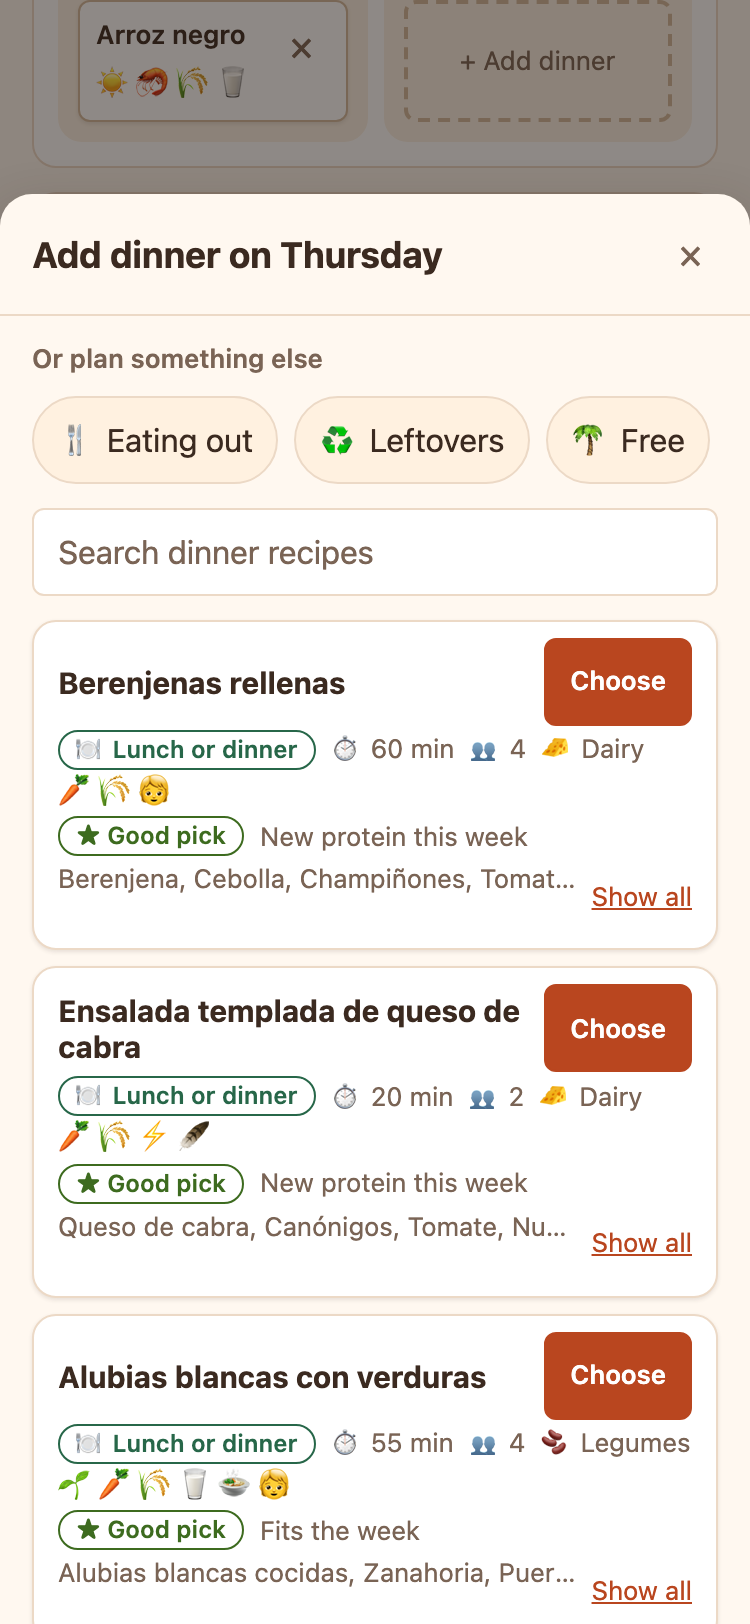 Arroz negro
+ Add dinner
Add dinner on Thursday
Or plan something else
Eating out
Leftovers
Free
Search dinner recipes
Berenjenas rellenas
Choose
Lunch or dinner 60 min 4 Dairy
Good pick New protein this week
Berenjena, Cebolla, Champiñones, Tomat...
Show all
Ensalada templada de queso de
cabra
Choose
Lunch or dinner 20 min 2 Dairy
Good pick New protein this week
Queso de cabra, Canónigos, Tomate, Nu...
Show all
Alubias blancas con verduras
Choose
Lunch or dinner 55 min 4 Legumes
Good pick Fits the week
Alubias blancas cocidas, Zanahoria, Puer...
Show all